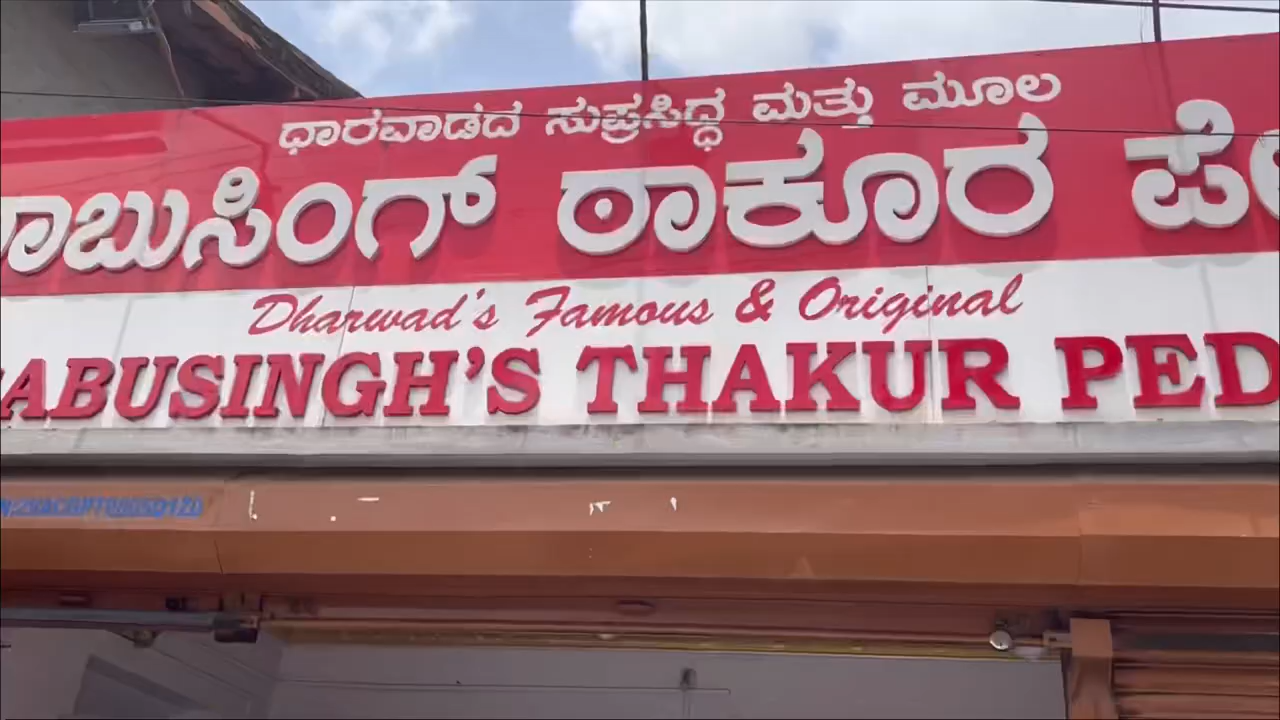 ಧಾರವಾಡದ ಸುಪ್ರಸಿದ್ಧ ಮತ್ತು ಮೂಲ
ಾಬುಸಿಂಗ್ ಠಾಕೂರ ಪೇ
Dharwad's Famous & Original
ABUSINGH'S THAKUR PED